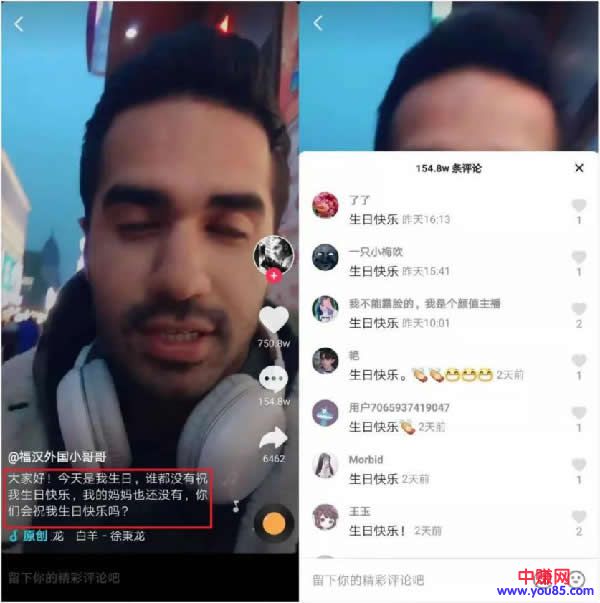 750.8w
154.8w
6462
@福汉外国小哥哥
大家好！今天是我生日，谁都没有祝
我生日快乐，我的妈妈也还没有，你
们会祝我生日快乐吗？
原创 龙 白羊 - 徐秉龙
留下你的精彩评论吧
154.8w 条评论
了了
生日快乐 昨天16:13
1
一只小梅吹
生日快乐 昨天15:41
1
我不能露脸的，我是个颜值主播
生日快乐 昨天10:01
2
艳
生日快乐。👏👏😷😷😷😷 2天前
1
用户7065937419047
生日快乐👏 2天前
1
Morbid
生日快乐 2天前
1
王玉
生日快乐！ 2天前
2
留下你的精彩评论吧
中赚网
www.you85.com